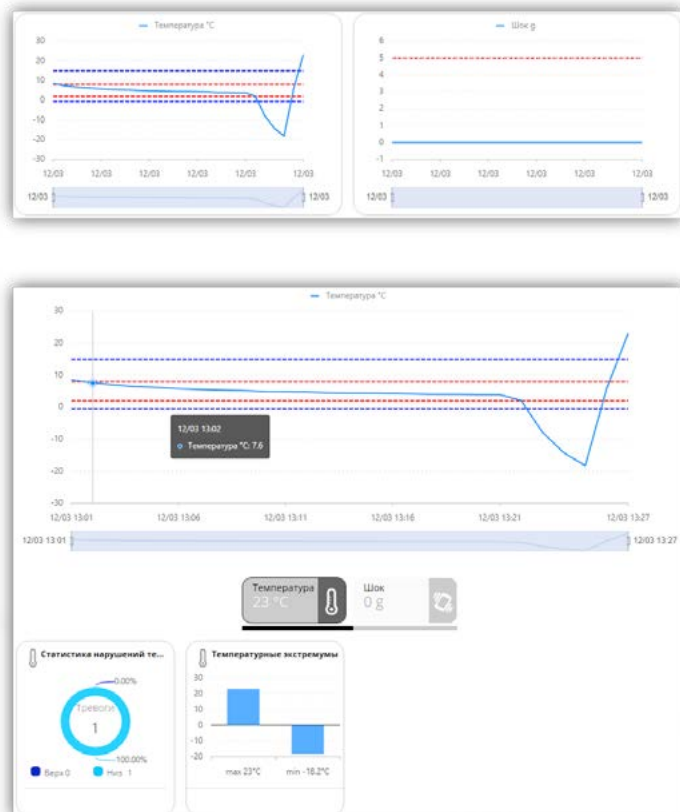 Температура °C
Шок g
30
20
10
0
-10
-20
-30
12/03 12/03 12/03 12/03 12/03 12/03
12/03 12/03
6
5
4
3
2
1
0
-1
12/03 12/03 12/03 12/03 12/03 12/03
12/03 12/03
Температура °C
30
20
10
0
-10
-20
-30
12/03 13:02
Температура °C: 7.6
12/03 13:01 12/03 13:06 12/03 13:11 12/03 13:16 12/03 13:21 12/03 13:27
12/03 13:01 12/03 13:27
Температура
23 °C
Шок
0 g
Статистика нарушений те...
0.00%
Тревоги
1
100.00%
Верх 0 Низ 1
Температурные экстремумы
30
20
10
0
-10
-20
max 23°C min -18.2°C